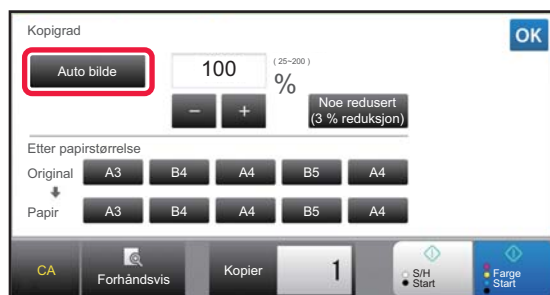 Kopigrad
OK
Auto bilde
100
( 25~200 )
%
− +
Noe redusert
(3 % reduksjon)
Etter papirstørrelse
Original A3 B4 A4 B5 A4
Papir A3 B4 A4 B5 A4
CA
Forhåndsvis
Kopier
1
S/H
Start
Farge
Start